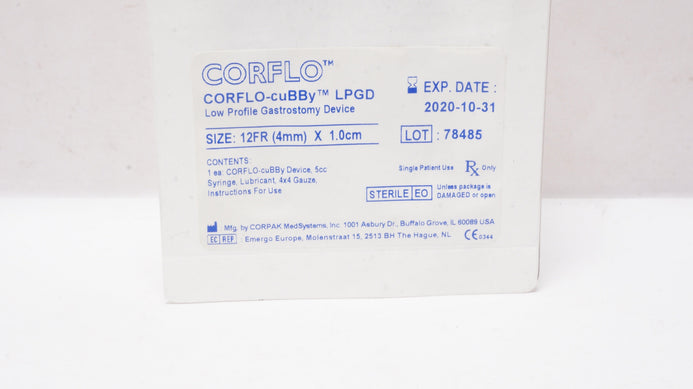 CORFLO™
CORFLO-cuBBy™ LPGD
Low Profile Gastrostomy Device
SIZE: 12FR (4mm) X 1.0cm
CONTENTS:
1 ea: CORFLO-cuBBy Device, 5cc
Syringe, Lubricant, 4x4 Gauze,
Instructions For Use
EXP. DATE :
2020-10-31
LOT : 78485
Single Patient Use Rx Only
STERILE EO Unless package is
DAMAGED or open
Mfg. by CORPAK MedSystems, Inc 1001 Asbury Dr., Buffalo Grove, IL 60089 USA
EC REP : Emergo Europe, Molenstraat 15, 2513 BH The Hague, NL CE 0344